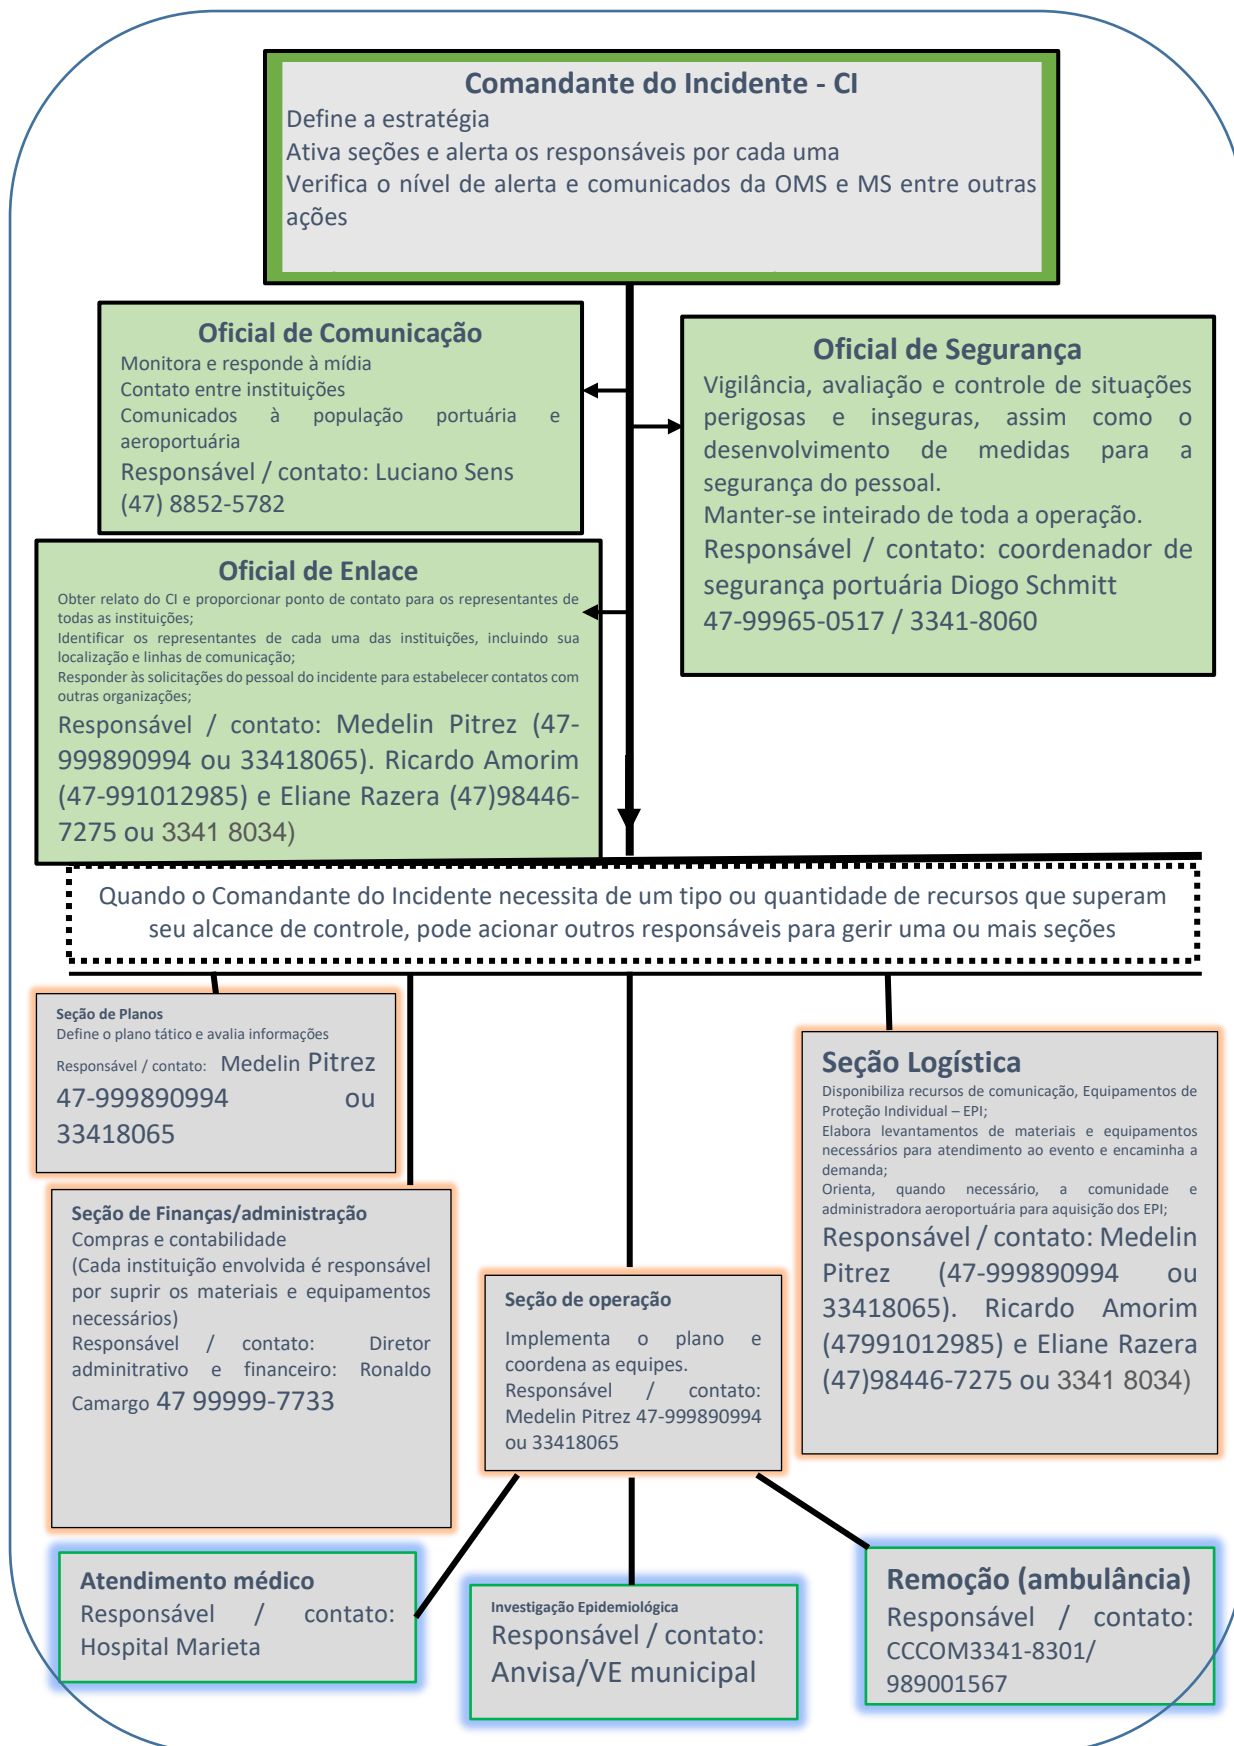 Comandante do Incidente - CI
Define a estratégia
Ativa seções e alerta os responsáveis por cada uma
Verifica o nível de alerta e comunicados da OMS e MS entre outras
ações
Oficial de Comunicação
Monitora e responde à mídia
Contato entre instituições
Comunicados à população portuária e
aeroportuária
Responsável / contato: Luciano Sens
(47) 8852-5782
Oficial de Segurança
Vigilância, avaliação e controle de situações
perigosas e inseguras, assim como o
desenvolvimento de medidas para a
segurança do pessoal.
Manter-se inteirado de toda a operação.
Responsável / contato: coordenador de
segurança portuária Diogo Schmitt
47-99965-0517 / 3341-8060
Oficial de Enlace
Obter relato do CI e proporcionar ponto de contato para os representantes de
todas as instituições;
Identificar os representantes de cada uma das instituições, incluindo sua
localização e linhas de comunicação;
Responder às solicitações do pessoal do incidente para estabelecer contatos com
outras organizações;
Responsável / contato: Medelin Pitrez (47-
999890994 ou 33418065). Ricardo Amorim
(47-991012985) e Eliane Razera (47)98446-
7275 ou 3341 8034)
Quando o Comandante do Incidente necessita de um tipo ou quantidade de recursos que superam
seu alcance de controle, pode acionar outros responsáveis para gerir uma ou mais seções
Seção de Planos
Define o plano tático e avalia informações
Responsável / contato: Medelin Pitrez
47-999890994 ou
33418065
Seção de Finanças/administração
Compras e contabilidade
(Cada instituição envolvida é responsável
por suprir os materiais e equipamentos
necessários)
Responsável / contato: Diretor
adminitrativo e financeiro: Ronaldo
Camargo 47 99999-7733
Seção de operação
Implementa o plano e
coordena as equipes.
Responsável / contato:
Medelin Pitrez 47-999890994
ou 33418065
Seção Logística
Disponibiliza recursos de comunicação, Equipamentos de
Proteção Individual – EPI;
Elabora levantamentos de materiais e equipamentos
necessários para atendimento ao evento e encaminha a
demanda;
Orienta, quando necessário, a comunidade e
administradora aeroportuária para aquisição dos EPI;
Responsável / contato: Medelin
Pitrez (47-999890994 ou
33418065). Ricardo Amorim
(47991012985) e Eliane Razera
(47)98446-7275 ou 3341 8034)
Atendimento médico
Responsável / contato:
Hospital Marieta
Investigação Epidemiológica
Responsável / contato:
Anvisa/VE municipal
Remoção (ambulância)
Responsável / contato:
CCCOM3341-8301/
989001567